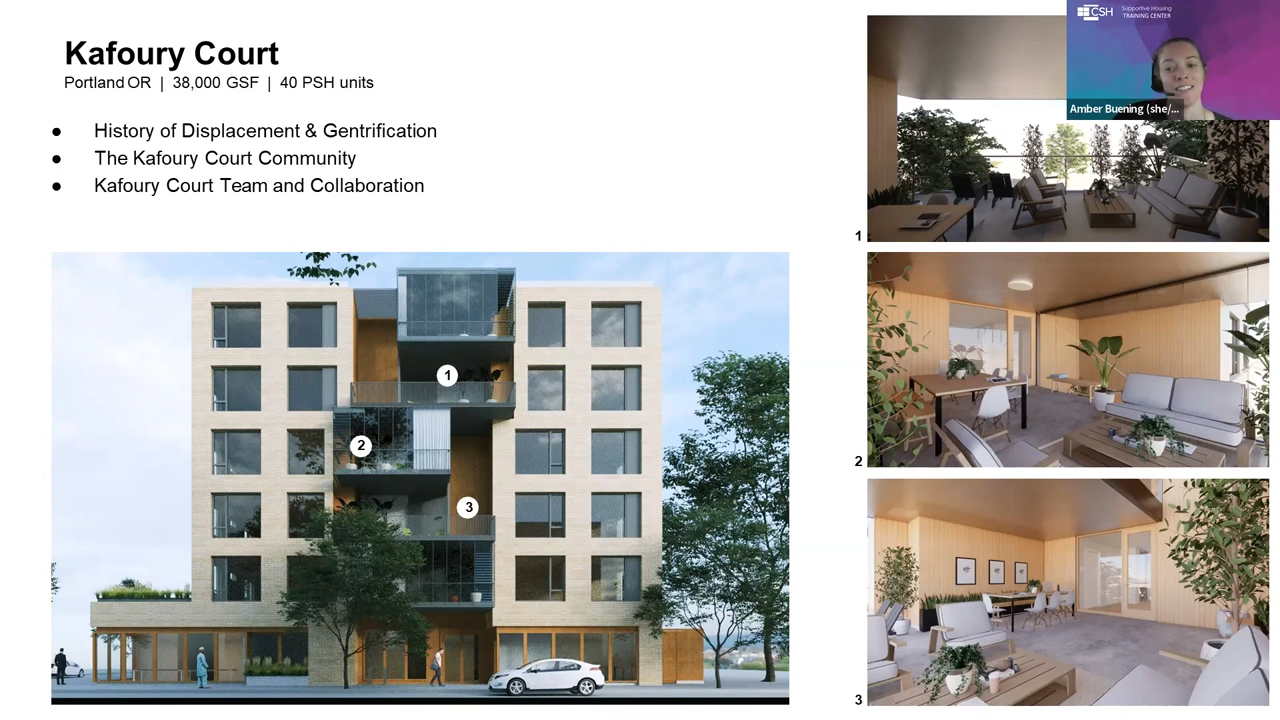 Kafoury Court
Portland OR | 38,000 GSF | 40 PSH units
● History of Displacement & Gentrification
● The Kafoury Court Community
● Kafoury Court Team and Collaboration
1
2
3
1
2
3
CSH Supportive Housing
TRAINING CENTER
Amber Buening (she/...